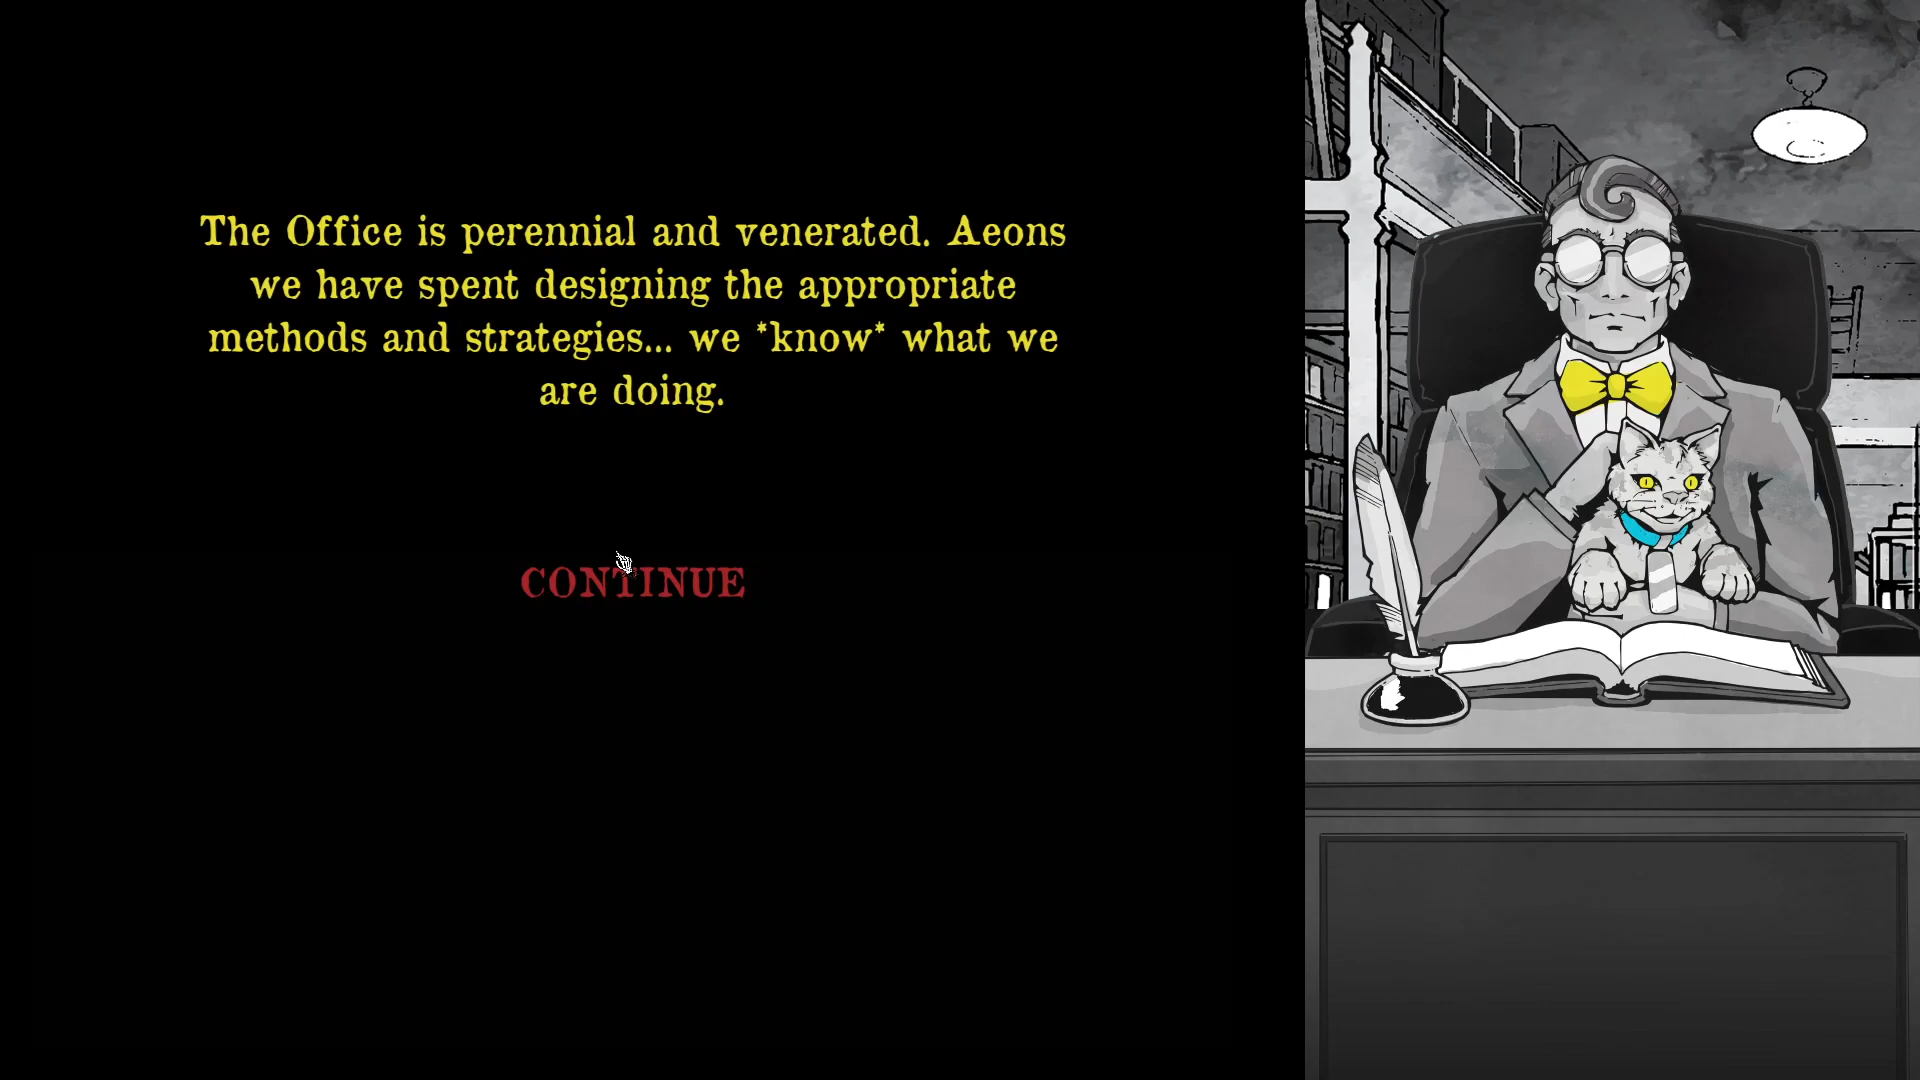 The Office is perennial and venerated. Aeons
we have spent designing the appropriate
methods and strategies... we *know* what we
are doing.
CONTINUE